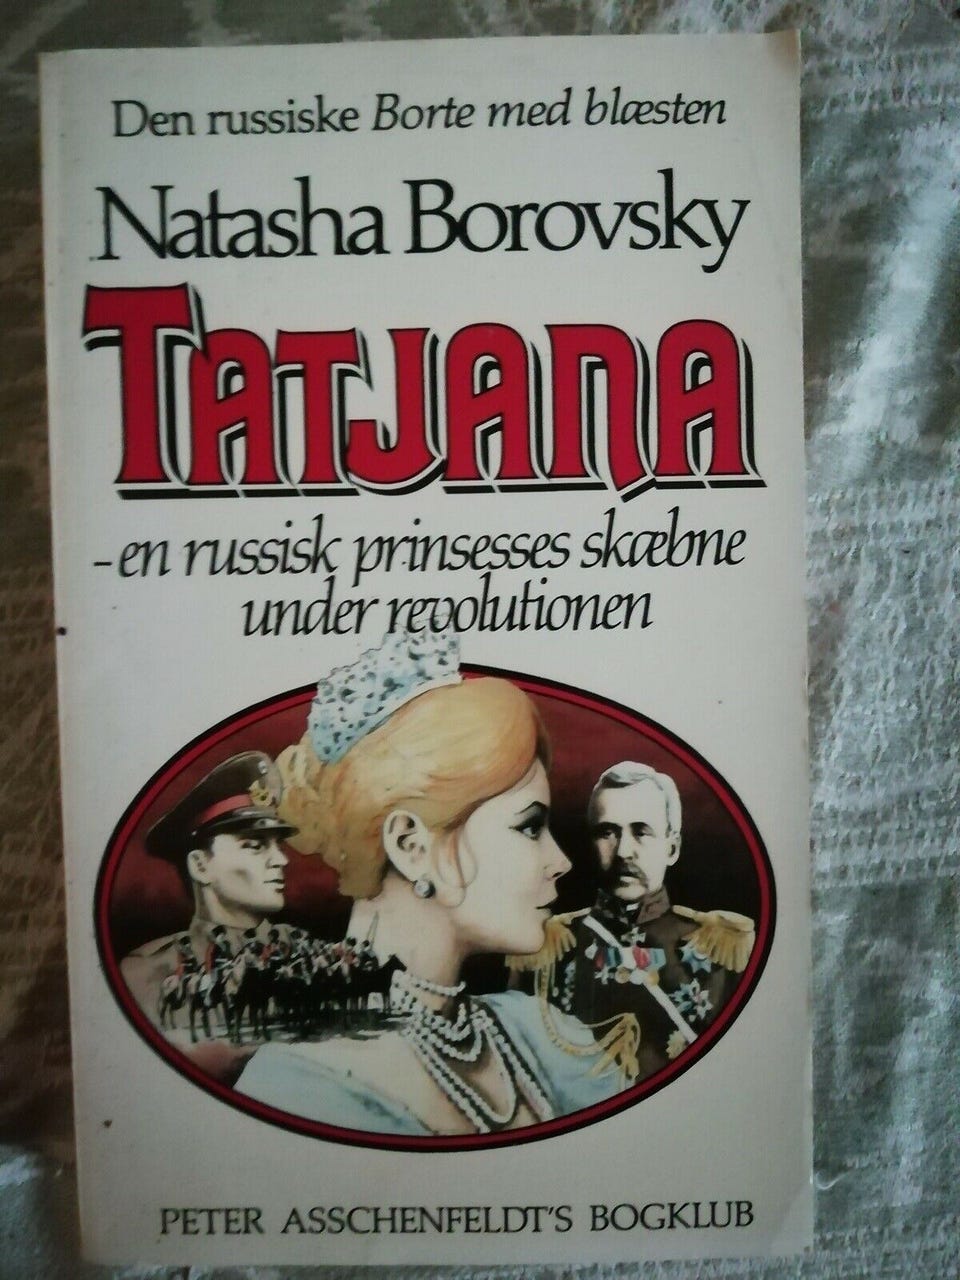 Den russiske Borte med blæsten
Natasha Borovsky
TATJANA
- en russisk prinsesses skæbne
under revolutionen
PETER ASSCHENFELDT'S BOGKLUB